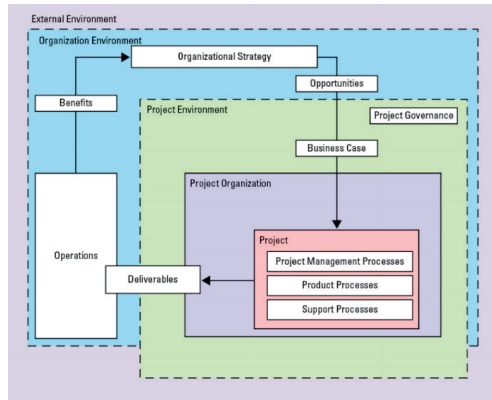 External Environment
Organization Environment
Organizational Strategy
Opportunities
Benefits
Project Environment
Project Governance
Business Case
Project Organization
Project
Operations
Project Management Processes
Deliverables
Product Processes
Support Processes